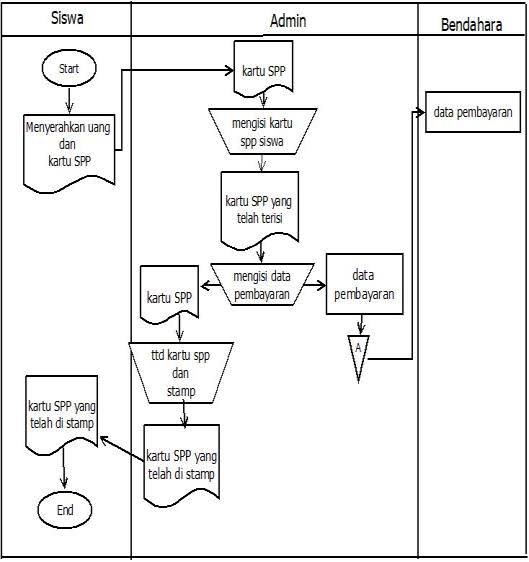 Siswa
Admin
Bendahara
Start
Menyerahkan uang
dan
kartu SPP
kartu SPP
mengisi kartu
spp siswa
data pembayaran
kartu SPP yang
telah terisi
mengisi data
pembayaran
data
pembayaran
kartu SPP
A
ttd kartu spp
dan
stamp
kartu SPP yang
telah di stamp
kartu SPP yang
telah di stamp
End